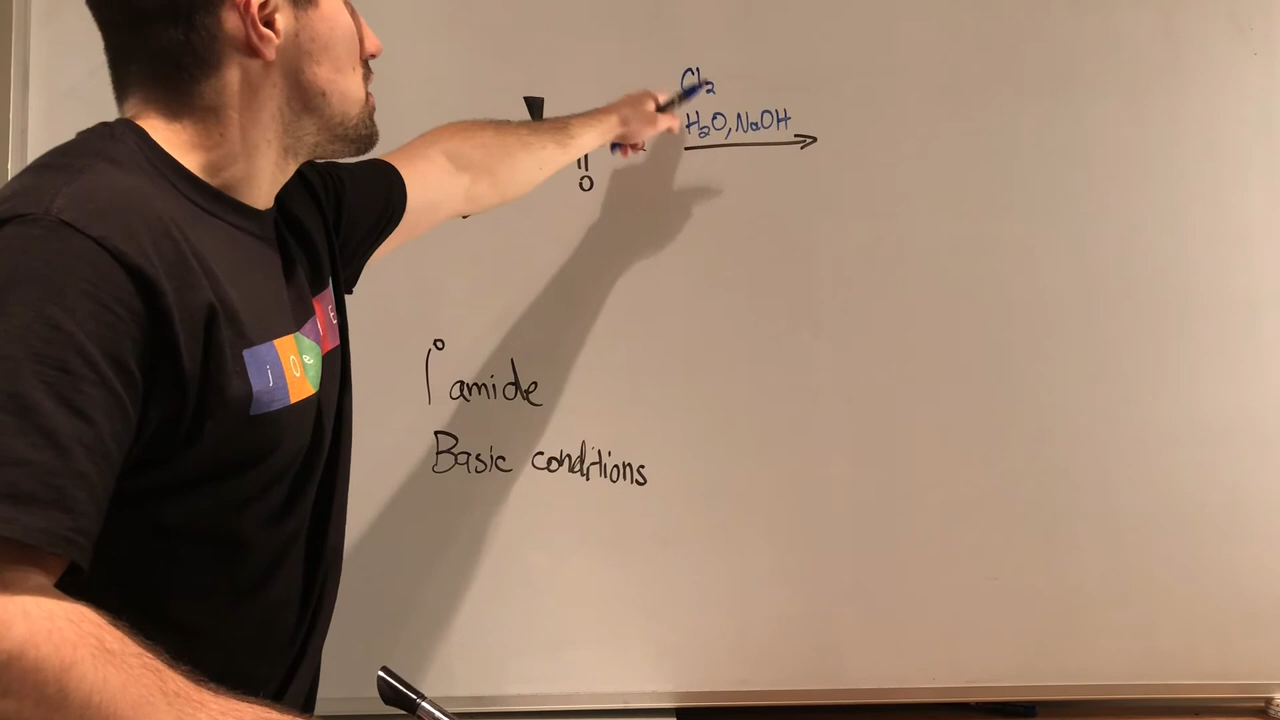 Cl₂
H₂O, NaOH
O
1° amide
Basic conditions